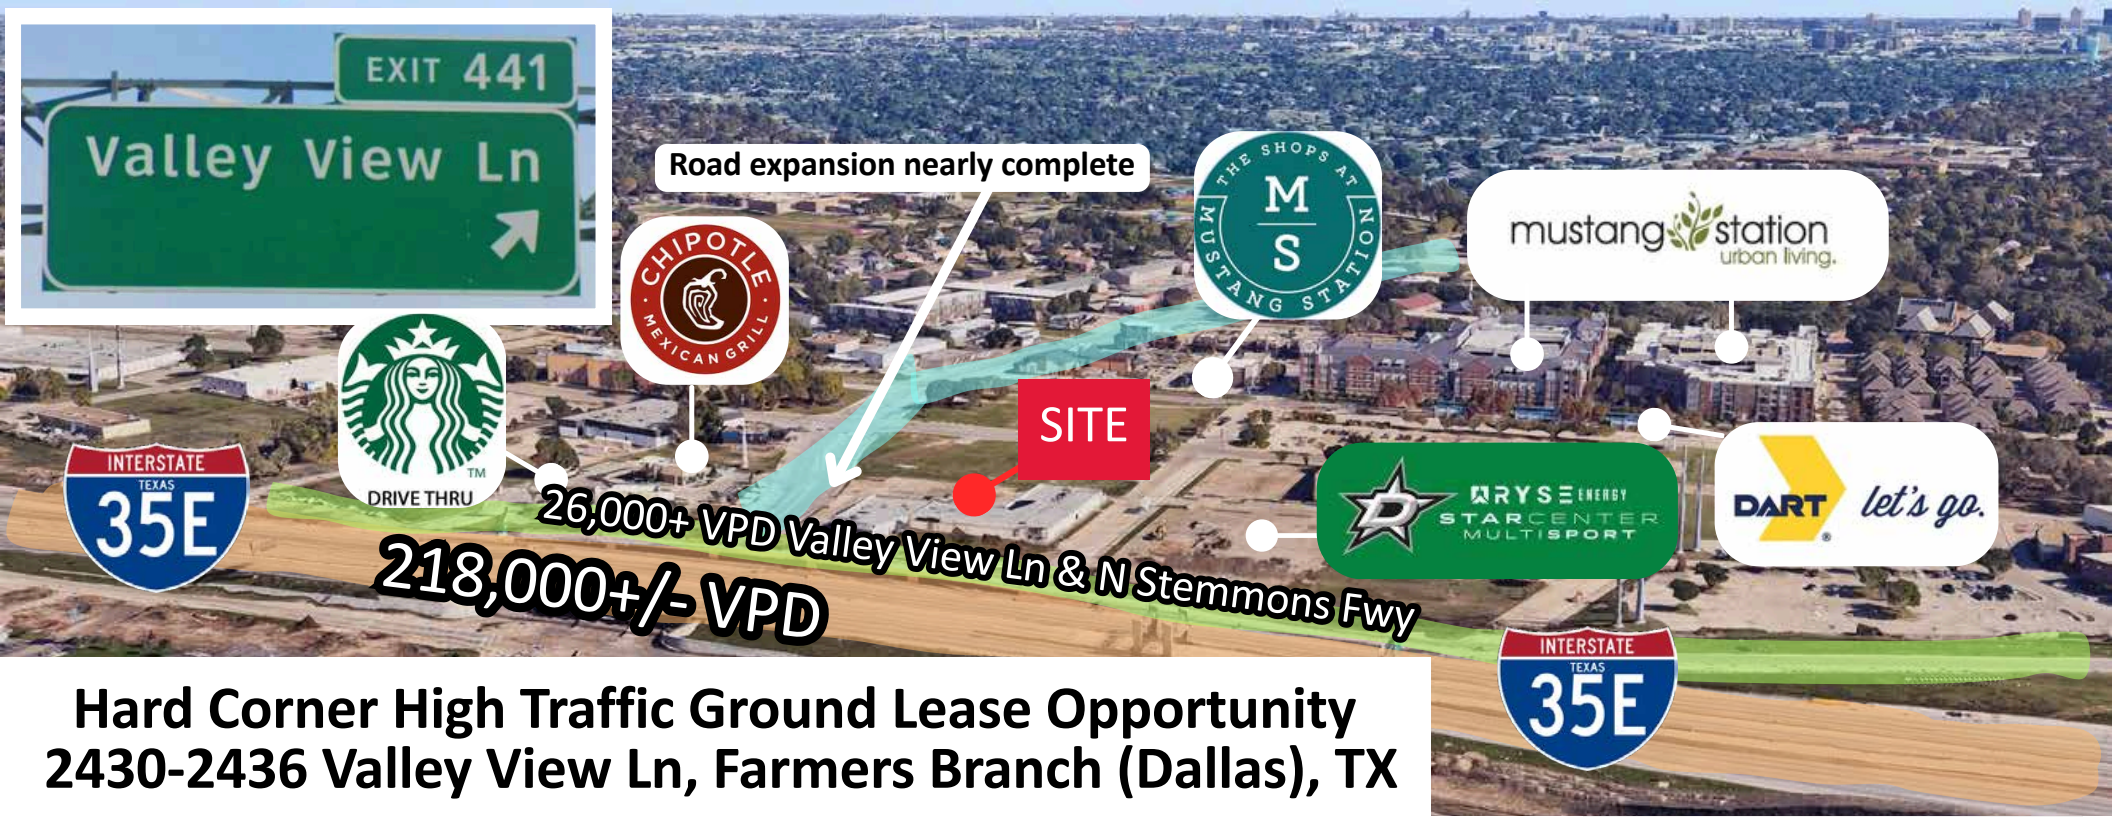 EXIT 441
Valley View Ln
Road expansion nearly complete
THE SHOPS AT
M
S
MUSTANG STATION
mustang station
urban living.
CHIPOTLE
MEXICAN GRILL
TM
DRIVE THRU
SITE
INTERSTATE
TEXAS
35E
RYSE ENERGY
STARCENTER
MULTISPORT
D
DART
®
let's go.
26,000+ VPD Valley View Ln & N Stemmons Fwy
218,000+/- VPD
INTERSTATE
TEXAS
35E
Hard Corner High Traffic Ground Lease Opportunity
2430-2436 Valley View Ln, Farmers Branch (Dallas), TX